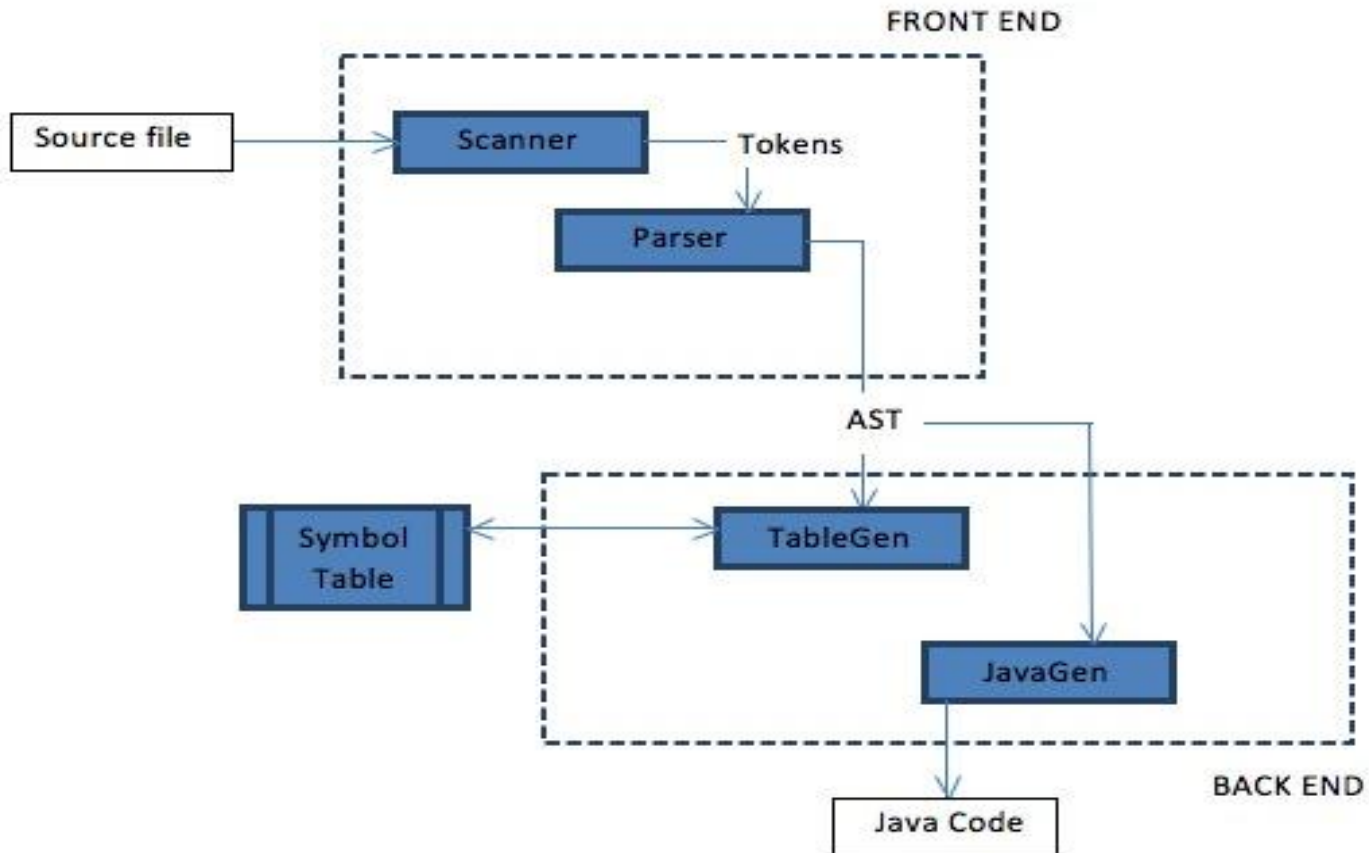 FRONT END
Source file
Scanner
Tokens
Parser
AST
Symbol
Table
TableGen
JavaGen
BACK END
Java Code